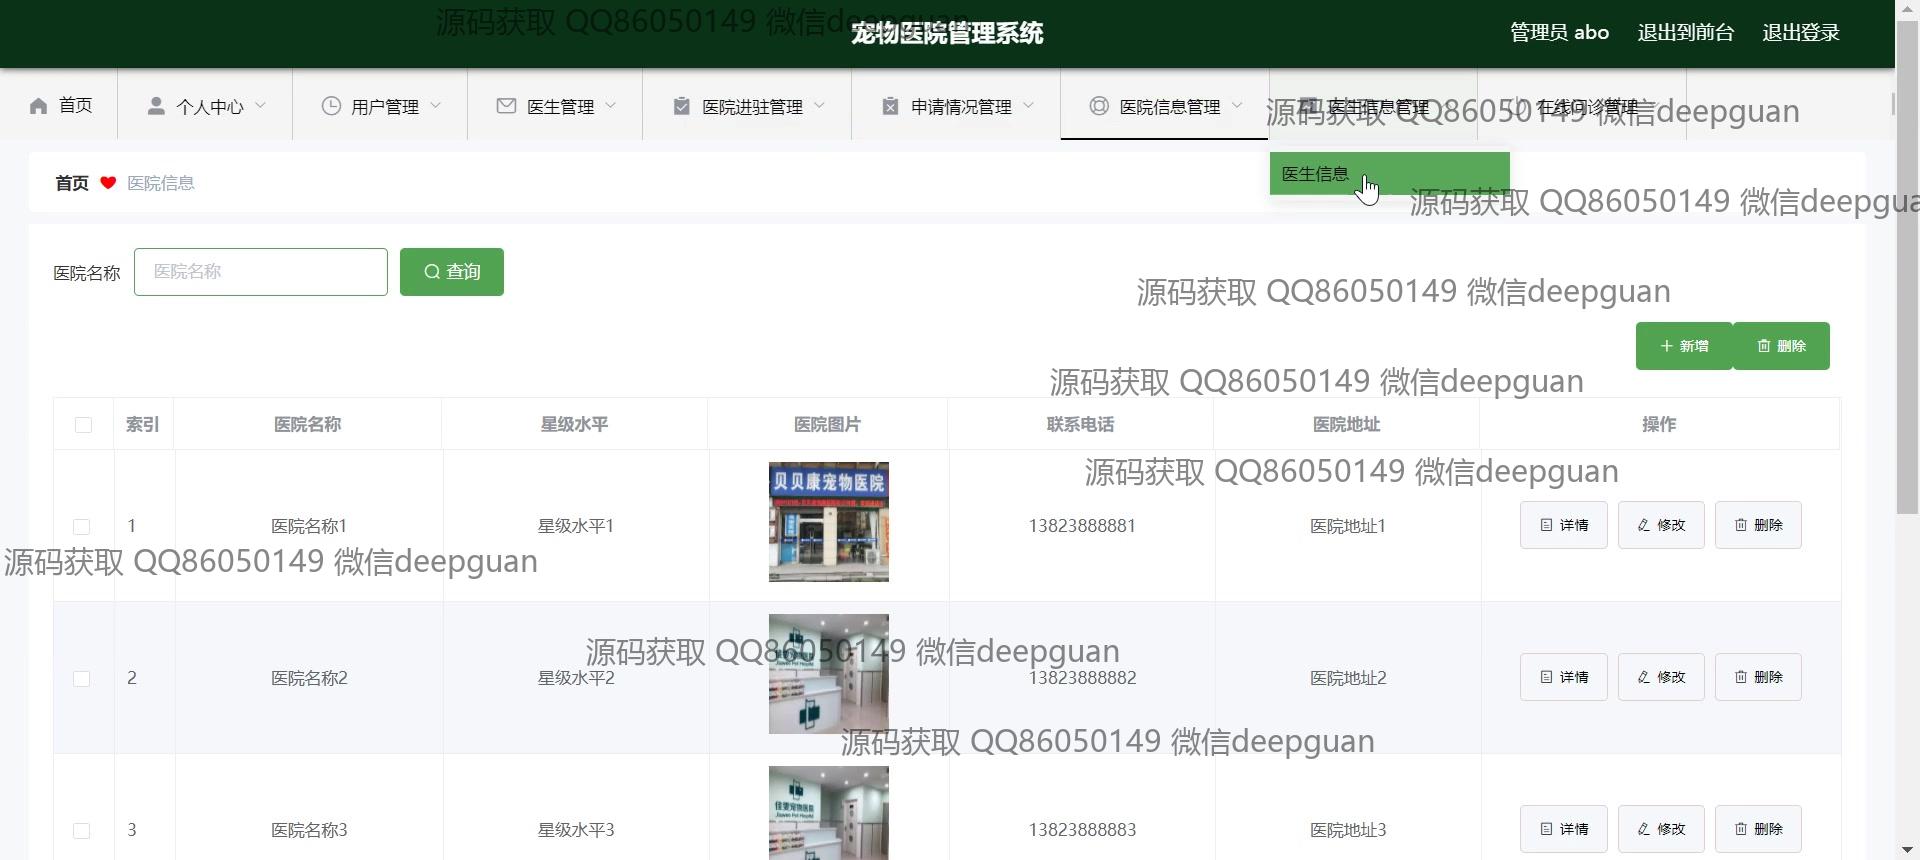 源码获取 QQ86050149 微信deepguan
宠物医院管理系统
管理员 abo 退出到前台 退出登录
首页 个人中心 用户管理 医生管理 医院进驻管理 申请情况管理 医院信息管理 医生信息管理 在线问诊管理
源码获取 QQ86050149 微信deepguan
首页 医院信息
医生信息
源码获取 QQ86050149 微信deepgua
医院名称 医院名称 查询
源码获取 QQ86050149 微信deepguan
新增 删除
源码获取 QQ86050149 微信deepguan
索引 医院名称 星级水平 医院图片 联系电话 医院地址 操作
源码获取 QQ86050149 微信deepguan
贝贝康宠物医院
1 医院名称1 星级水平1 13823888881 医院地址1 详情 修改 删除
源码获取 QQ86050149 微信deepguan
源码获取 QQ86050149 微信deepguan
2 医院名称2 星级水平2 13823888882 医院地址2 详情 修改 删除
源码获取 QQ86050149 微信deepguan
佳雯宠物医院
Jiawen Pet Hospital
3 医院名称3 星级水平3 13823888883 医院地址3 详情 修改 删除